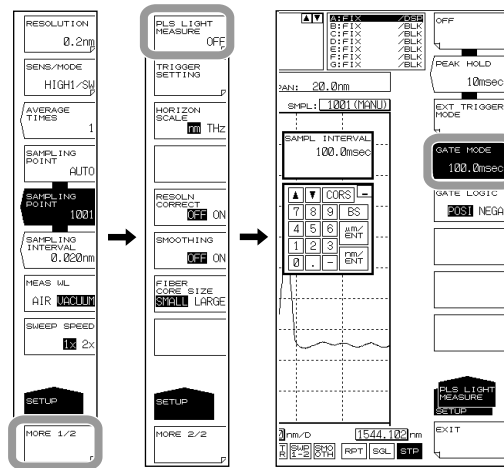 RESOLUTION
0.2nm
SENS/MODE
HIGH1/SW
AVERAGE
TIMES
1
SAMPLING
POINT
AUTO
SAMPLING
POINT
1001
SAMPLING
INTERVAL
0.020nm
MEAS WL
AIR VACUUM
SWEEP SPEED
1x 2x
SETUP
MORE 1/2
PLS LIGHT
MEASURE
OFF
TRIGGER
SETTING
HORIZON
SCALE
nm THz
RESOLN
CORRECT
OFF ON
SMOOTHING
OFF ON
FIBER
CORE SIZE
SMALL LARGE
SETUP
MORE 2/2
▲ ▼
A:FIX /DSP
B:FIX /BLK
C:FIX /BLK
D:FIX /BLK
E:FIX /BLK
F:FIX /BLK
G:FIX /BLK
PAN: 20.0nm
SMPL: 1001 (MANU)
SAMPL INTERVAL
100.0msec
▲ ▼ CORS -
7 8 9 BS
4 5 6 μm/ENT
1 2 3
0 . - nm/ENT
nm/D 1544.102 nm
SWP 1-2 SMOOTH RPT SGL STP
OFF
PEAK HOLD
10msec
EXT TRIGGER
MODE
GATE MODE
100.0msec
GATE LOGIC
POSI NEGA
PLS LIGHT
MEASURE
SETUP
EXIT